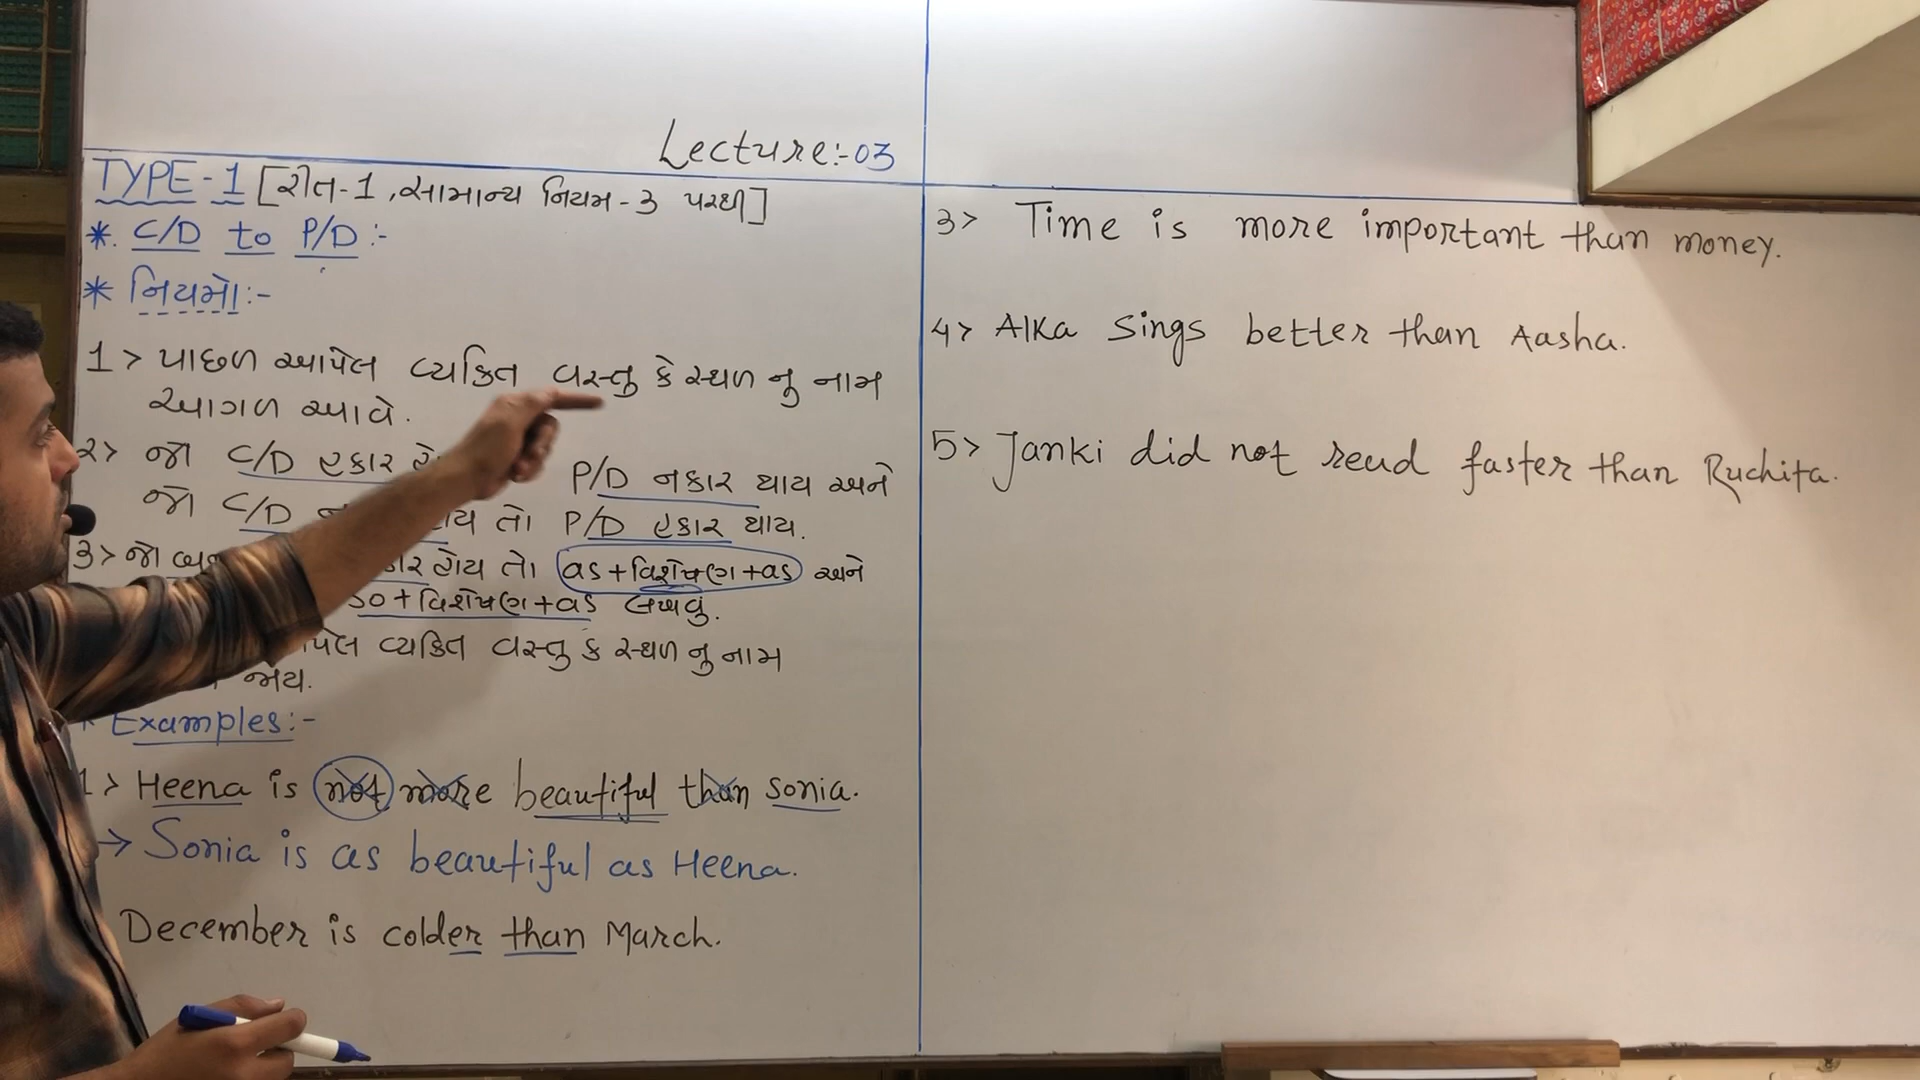 Lecture:-03
TYPE-1 [રીત-1, સામાન્ય નિયમ-3 પરથી]
*. C/D to P/D:-
* નિયમો:-
1> પાછળ આપેલ વ્યકિત વસ્તુ કે સ્થળ નુ નામ
આગળ આવે.
2> જો C/D હકાર P/D નકાર થાય અને
જો C/D તો P/D હકાર થાય.
3> જો હોય તો as+વિશેષણ+as અને
so+વિશેષણ+as લખવું.
વ્યકિત વસ્તુ કે સ્થળ નુ નામ
જાય.
* Examples:-
1> Heena is not more beautiful than sonia.
→ Sonia is as beautiful as Heena.
December is colder than March.
3> Time is more important than money.
4> Alka sings better than Aasha.
5> Janki did not read faster than Ruchita.